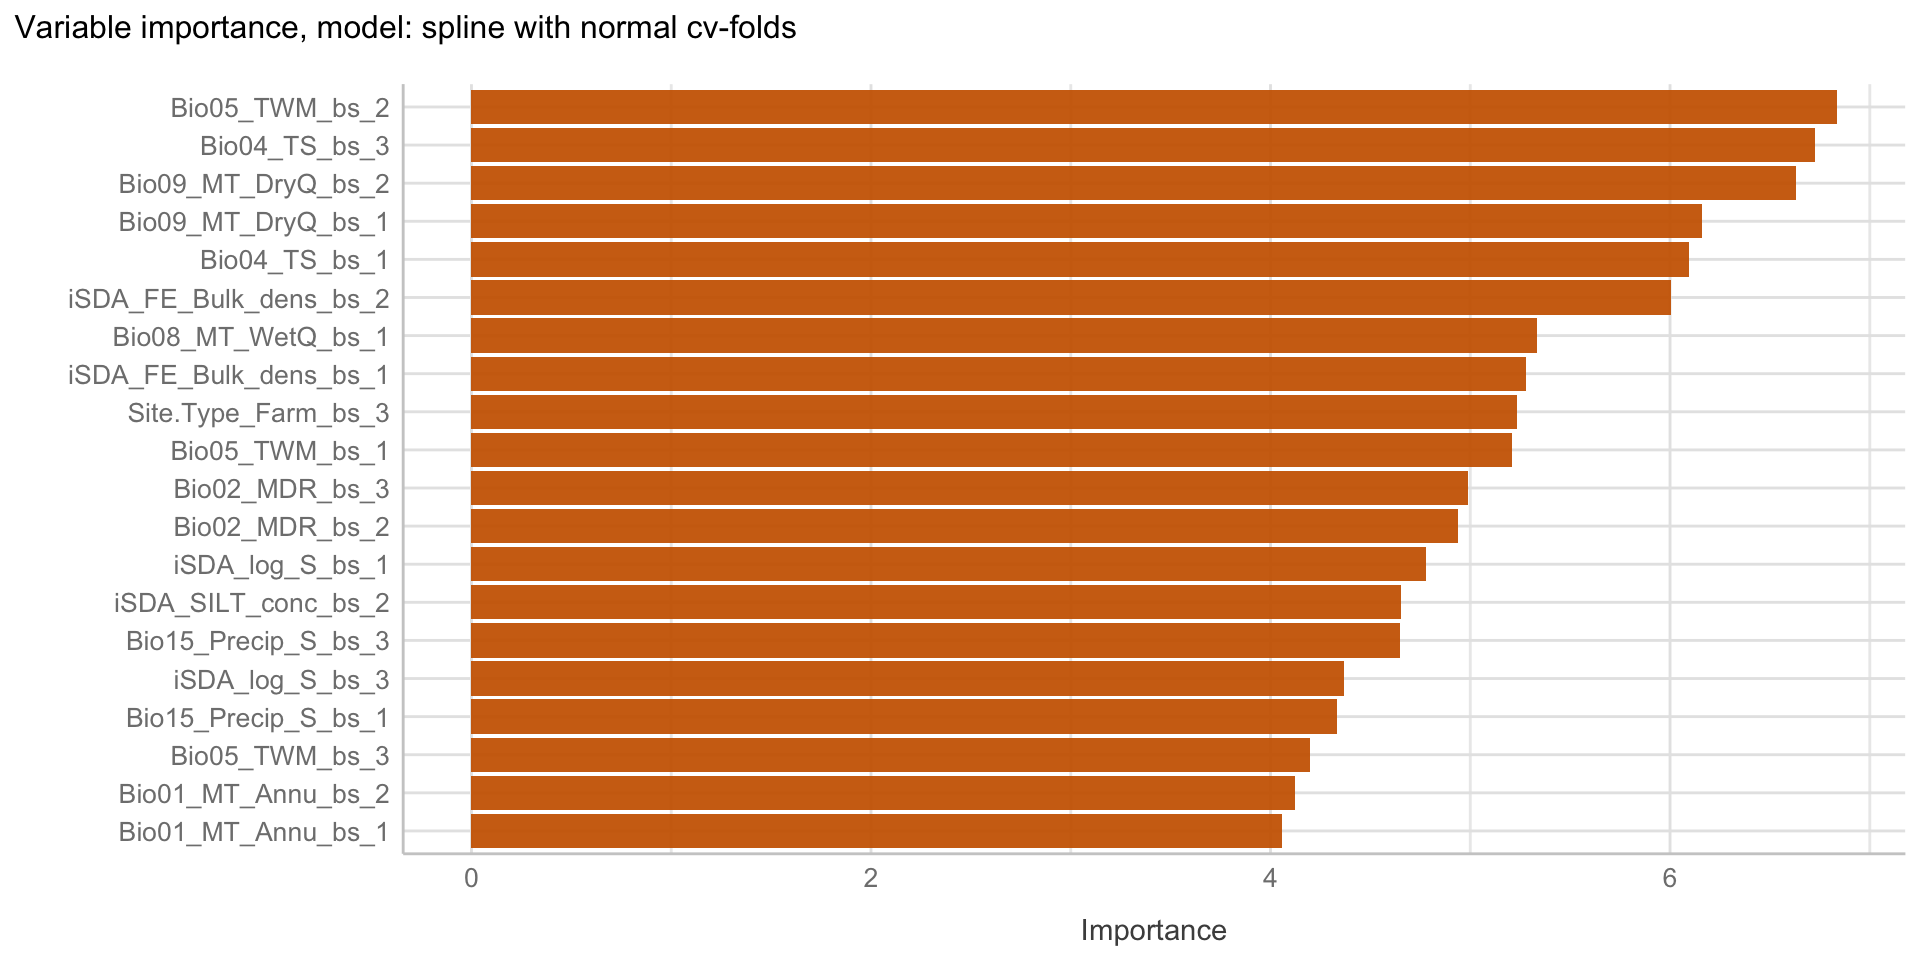 Variable importance, model: spline with normal cv-folds
Bio05_TWM_bs_2
Bio04_TS_bs_3
Bio09_MT_DryQ_bs_2
Bio09_MT_DryQ_bs_1
Bio04_TS_bs_1
iSDA_FE_Bulk_dens_bs_2
Bio08_MT_WetQ_bs_1
iSDA_FE_Bulk_dens_bs_1
Site.Type_Farm_bs_3
Bio05_TWM_bs_1
Bio02_MDR_bs_3
Bio02_MDR_bs_2
iSDA_log_S_bs_1
iSDA_SILT_conc_bs_2
Bio15_Precip_S_bs_3
iSDA_log_S_bs_3
Bio15_Precip_S_bs_1
Bio05_TWM_bs_3
Bio01_MT_Annu_bs_2
Bio01_MT_Annu_bs_1
0 2 4 6
Importance